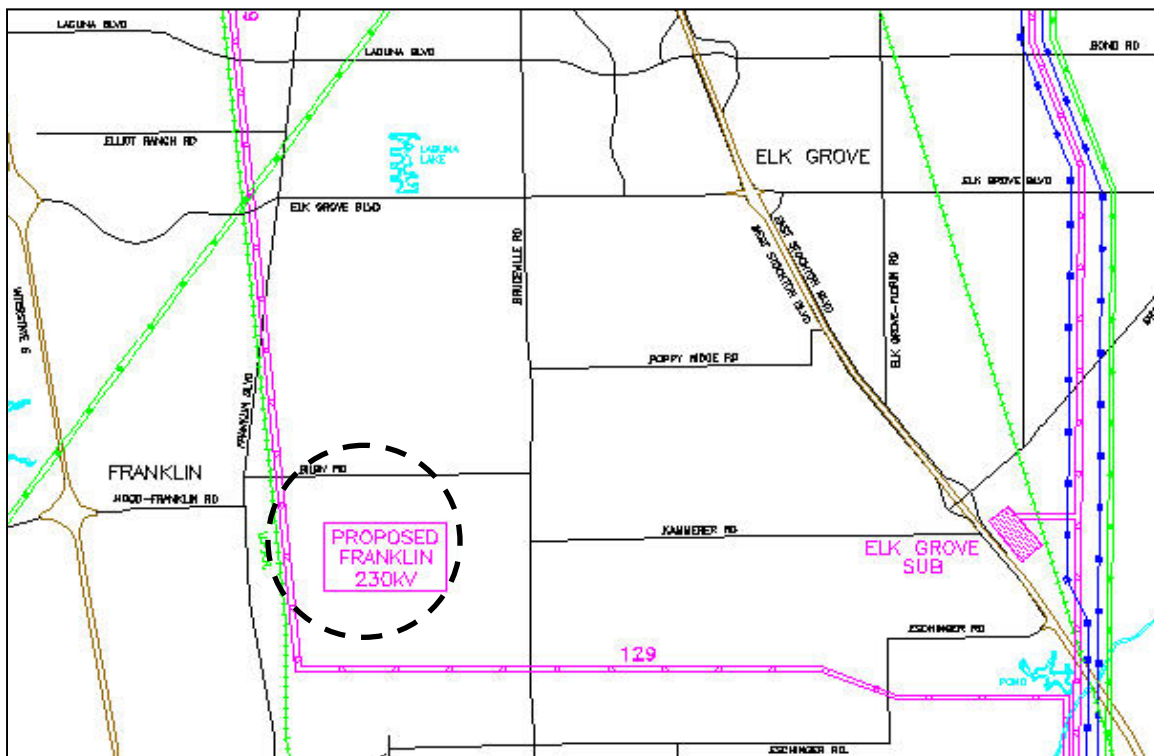 LAGUNA BLVD
LAGUNA BLVD
BOND RD
ELLIOT RANCH RD
LAGUNA
LAKE
ELK GROVE
ELK GROVE BLVD
ELK GROVE BLVD
BRUCEVILLE RD
EAST STOCKTON BLVD
WEST STOCKTON BLVD
ELK GROVE-FLORIN RD
INTERSTATE 5
POPPY RIDGE RD
FRANKLIN BLVD
FRANKLIN
BILBY RD
HOOD-FRANKLIN RD
PROPOSED
FRANKLIN
230kV
KAMMERER RD
ELK GROVE
SUB
ESCHINGER RD
129
POND
ESCHINGER RD